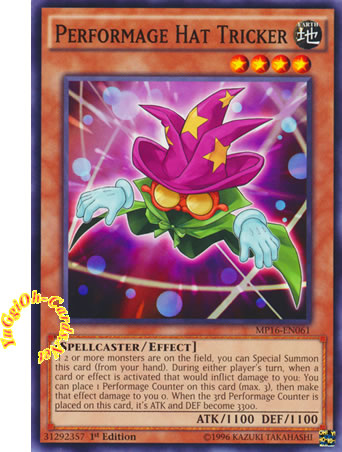 PERFORMAGE HAT TRICKER
EARTH
地
YuGgiOh-Cards.net
MP16-EN061
[SPELLCASTER/EFFECT]
If 2 or more monsters are on the field, you can Special Summon
this card (from your hand). During either player's turn, when a
card or effect is activated that would inflict damage to you: You
can place 1 Performage Counter on this card (max. 3), then make
that effect damage to you 0. When the 3rd Performage Counter is
placed on this card, it's ATK and DEF become 3300.
ATK/1100 DEF/1100
31292357 1st Edition ©1996 KAZUKI TAKAHASHI